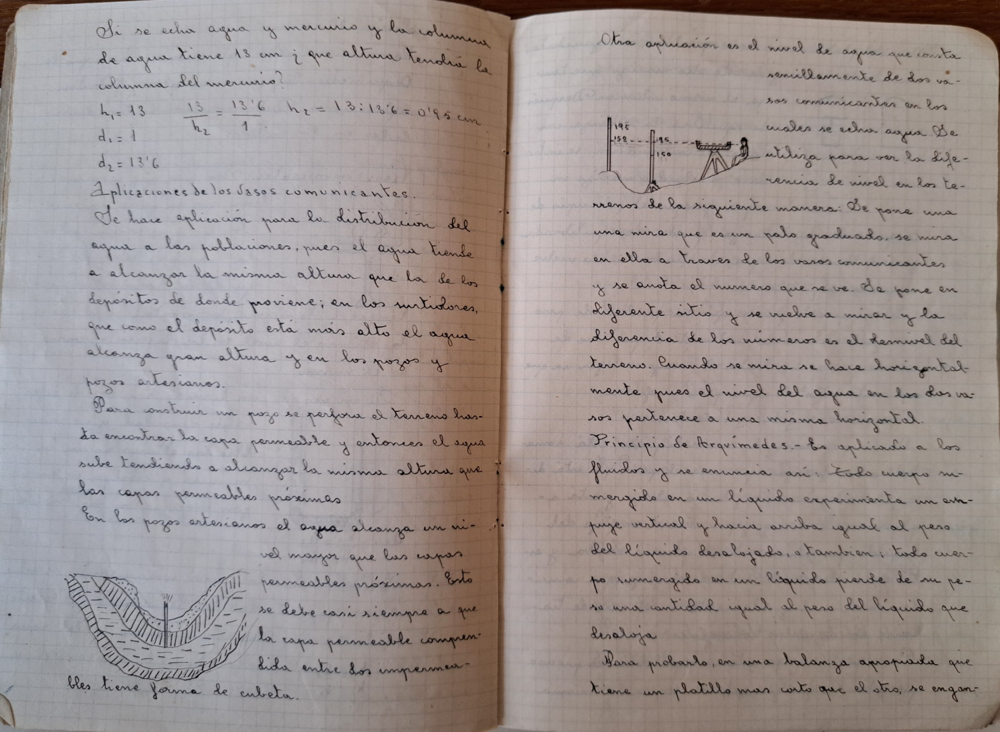 Si se echa agua y mercurio y la columna
de agua tiene 13 cm ¿ que altura tendrá la
columna del mercurio?
h₁ = 13     13/h₂ = 13'6/1     h₂ = 13 : 13'6 = 0'95 cm
d₁ = 1
d₂ = 13'6
Aplicaciones de los vasos comunicantes.
Se hace aplicación para la distribución del
agua a las poblaciones, pues el agua tiende
a alcanzar la misma altura que la de los
depósitos de donde proviene; en los surtidores,
que como el depósito está más alto el agua
alcanza gran altura y en los pozos y
pozos artesianos.
Para construir un pozo se perfora el terreno has-
ta encontrar la capa permeable y entonces el agua
sube tendiendo a alcanzar la misma altura que
las capas permeables próximas
En los pozos artesianos el agua alcanza un ni-
vel mayor que las capas
permeables próximas. Esto
se debe casi siempre a que
la capa permeable compren-
dida entre dos impermea-
bles tiene forma de cubeta.
Otra aplicación es el nivel de agua que consta
sencillamente de dos va-
sos comunicantes en los
cuales se echa agua. Se
utiliza para ver la dife-
rencia de nivel en los te-
195
150
195
150
rrenos de la siguiente manera: Se pone una
una mira que es un palo graduado, se mira
en ella a traves de los vasos comunicantes
y se anota el numero que se ve. Se pone en
diferente sitio y se vuelve a mirar y la
diferencia de los números es el desnivel del
terreno. Cuando se mira se hace horizontal-
mente pues el nivel del agua en los dos va-
sos pertenece a una misma horizontal.
Principio de Arquímedes.- Es aplicado a los
fluidos y se enuncia así: todo cuerpo su-
mergido en un líquido experimenta un em-
puje vertical y hacia arriba igual al peso
del líquido desalojado, o tambien: todo cuer-
po sumergido en un líquido pierde de su pe-
so una cantidad igual al peso del líquido que
desaloja
Para probarlo, en una balanza apropiada que
tiene un platillo mas corto que el otro, se engan-